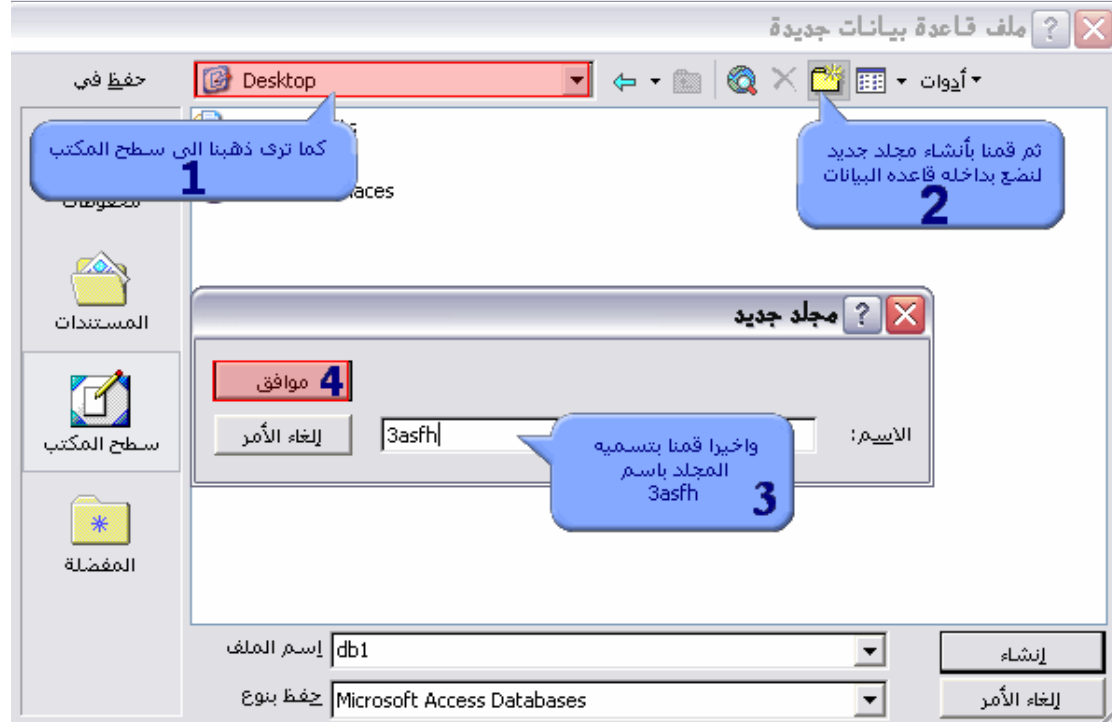 ملف قاعدة بيانات جديدة
حفظ في
Desktop
أدوات
كما ترى ذهبنا الى سطح المكتب
1
ثم قمنا بأنشاء مجلد جديد
لنضع بداخله قاعده البيانات
2
المستندات
سطح المكتب
المفضلة
مجلد جديد
موافق
4
إلغاء الأمر
الاسم:
3asfh
واخيرا قمنا بتسميه
المجلد باسم
3asfh
3
إسم الملف
db1
إنشاء
حفظ بنوع
Microsoft Access Databases
إلغاء الأمر